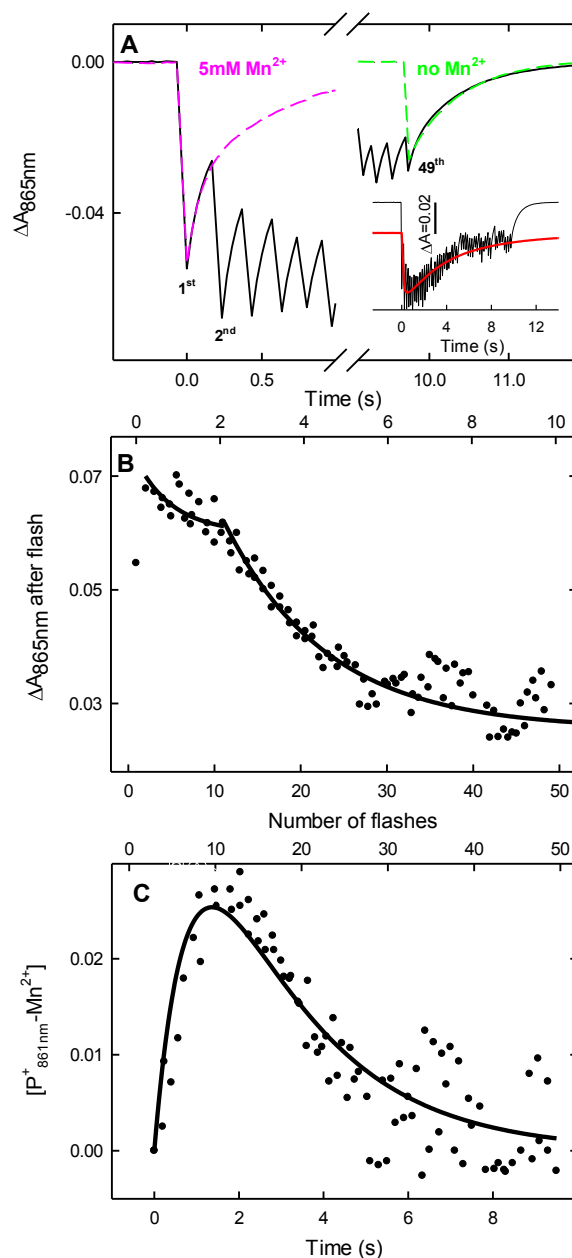 A
0.00
5mM Mn²⁺
no Mn²⁺
49ᵗʰ
ΔA₈₆₅ₙₘ
-0.04
1ˢᵗ
2ⁿᵈ
ΔA=0.02
0 4 8 12
Time (s)
0.0 0.5 10.0 11.0
Time (s)
0 2 4 6 8 10
B
0.07
0.05
0.03
ΔA₈₆₅ₙₘ after flash
0 10 20 30 40 50
Number of flashes
0 10 20 30 40 50
C
0.02
0.01
0.00
[P⁺₈₆₁ₙₘ-Mn²⁺]
0 2 4 6 8
Time (s)